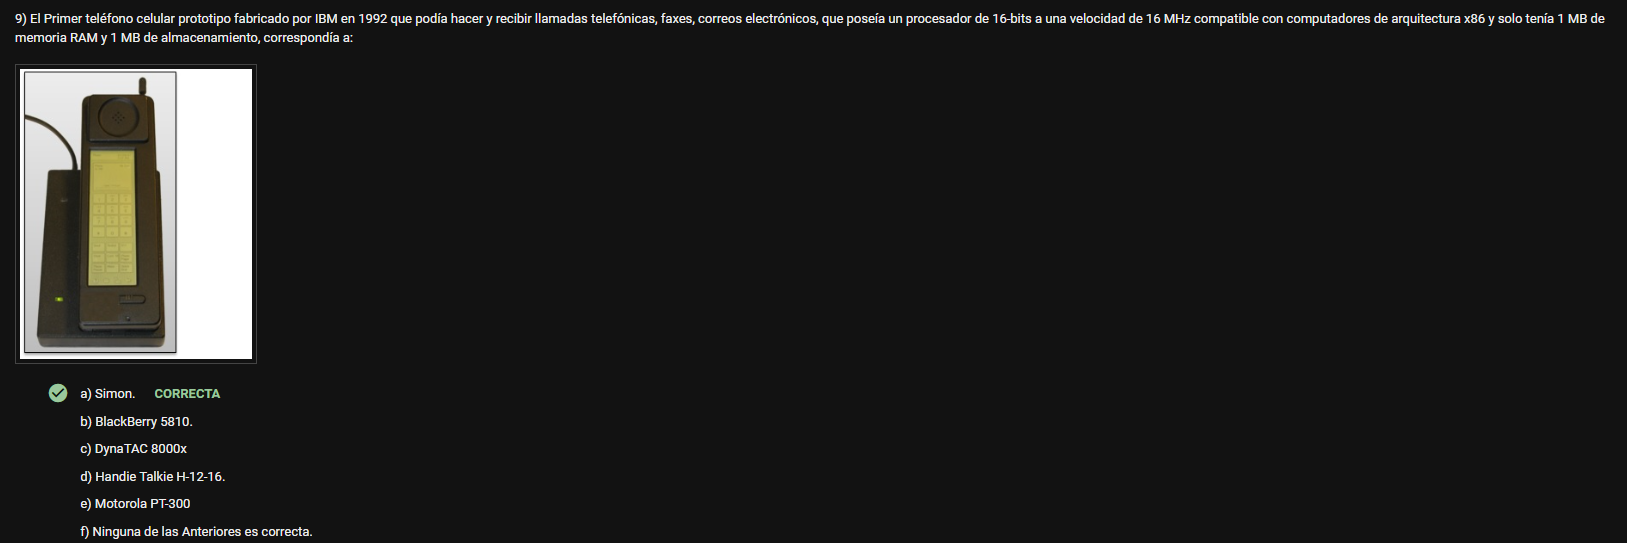 9) El Primer teléfono celular prototipo fabricado por IBM en 1992 que podía hacer y recibir llamadas telefónicas, faxes, correos electrónicos, que poseía un procesador de 16-bits a una velocidad de 16 MHz compatible con computadores de arquitectura x86 y solo tenía 1 MB de
memoria RAM y 1 MB de almacenamiento, correspondía a:
a) Simon. CORRECTA
b) BlackBerry 5810.
c) DynaTAC 8000x
d) Handie Talkie H-12-16.
e) Motorola PT-300
f) Ninguna de las Anteriores es correcta.